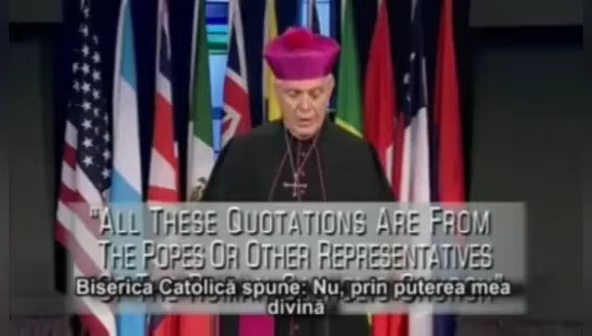 "ALL THESE QUOTATIONS ARE FROM
THE POPES OR OTHER REPRESENTATIVES
Biserica Catolică spune: Nu, prin puterea mea
divină